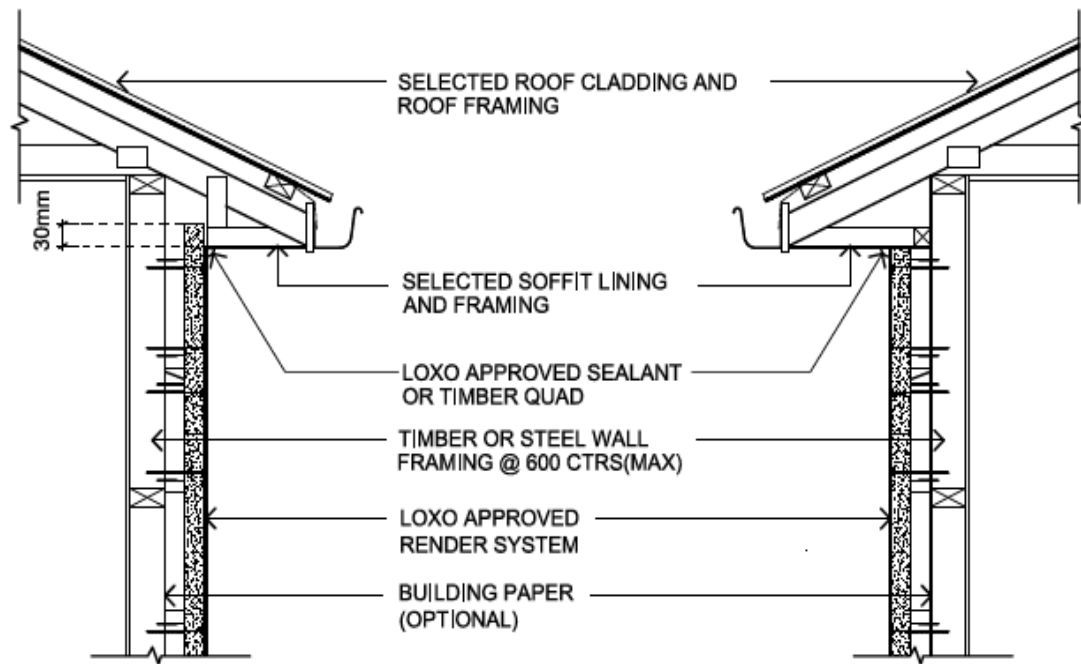 SELECTED ROOF CLADDING AND
ROOF FRAMING
30mm
SELECTED SOFFIT LINING
AND FRAMING
LOXO APPROVED SEALANT
OR TIMBER QUAD
TIMBER OR STEEL WALL
FRAMING @ 600 CTRS(MAX)
LOXO APPROVED
RENDER SYSTEM
BUILDING PAPER
(OPTIONAL)